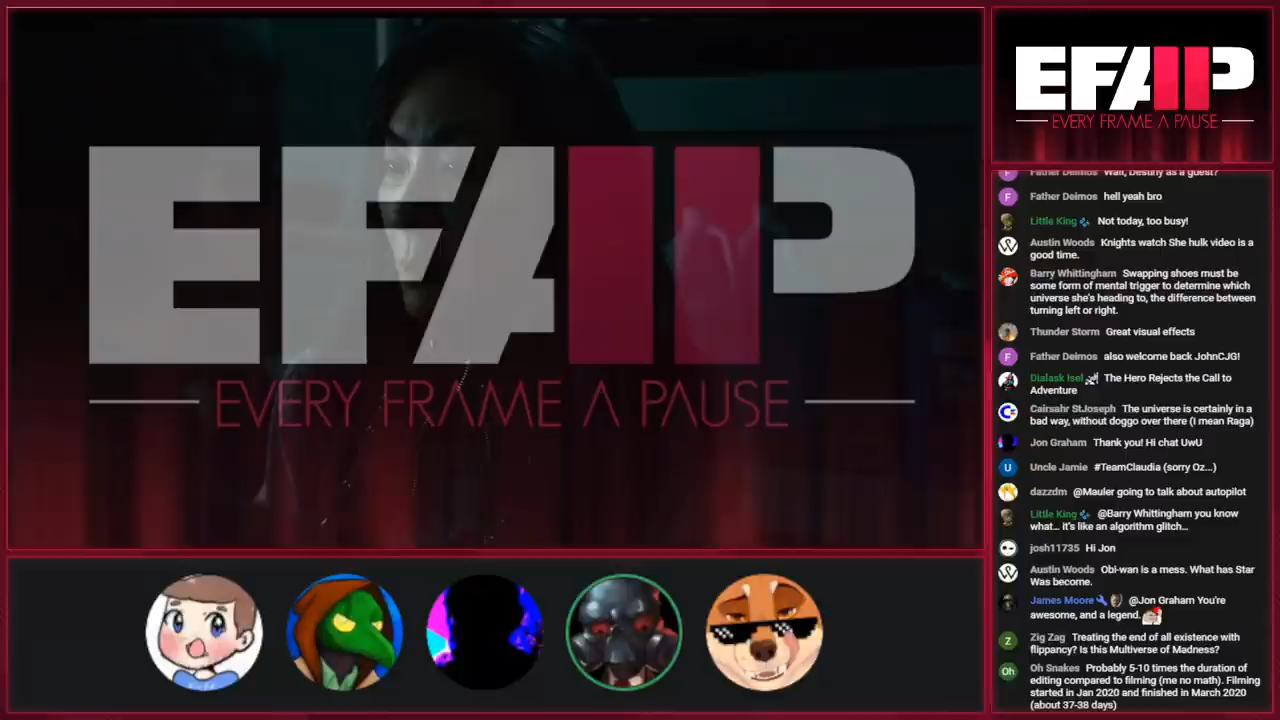 EFAP
EVERY FRAME A PAUSE
EFAP
EVERY FRAME A PAUSE
Father Deimos Wait, Destiny as a guest?
Father Deimos hell yeah bro
Little King Not today, too busy!
Austin Woods Knights watch She hulk video is a
good time.
Barry Whittingham Swapping shoes must be
some form of mental trigger to determine which
universe she's heading to, the difference between
turning left or right.
Thunder Storm Great visual effects
Father Deimos also welcome back JohnCJG!
Dialask Isel The Hero Rejects the Call to
Adventure
Cairsahr StJoseph The universe is certainly in a
bad way, without doggo over there (I mean Raga)
Jon Graham Thank you! Hi chat UwU
Uncle Jamie #TeamClaudia (sorry Oz...)
dazzdm @Mauler going to talk about autopilot
Little King @Barry Whittingham you know
what... it's like an algorithm glitch...
josh11735 Hi Jon
Austin Woods Obi-wan is a mess. What has Star
Was become.
James Moore @Jon Graham You're
awesome, and a legend.
Zig Zag Treating the end of all existence with
flippancy? Is this Multiverse of Madness?
Oh Snakes Probably 5-10 times the duration of
editing compared to filming (me no math). Filming
started in Jan 2020 and finished in March 2020
(about 37-38 days)